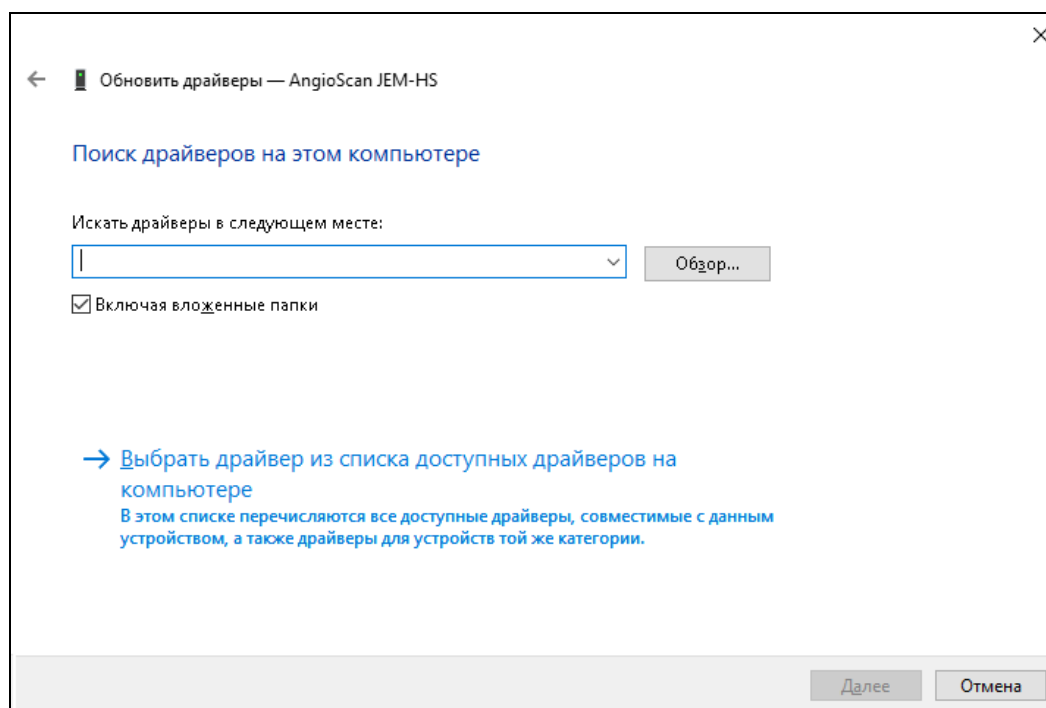 Обновить драйверы — AngioScan JEM-HS
Поиск драйверов на этом компьютере
Искать драйверы в следующем месте:
Обзор...
Включая вложенные папки
Выбрать драйвер из списка доступных драйверов на
компьютере
В этом списке перечисляются все доступные драйверы, совместимые с данным
устройством, а также драйверы для устройств той же категории.
Далее
Отмена